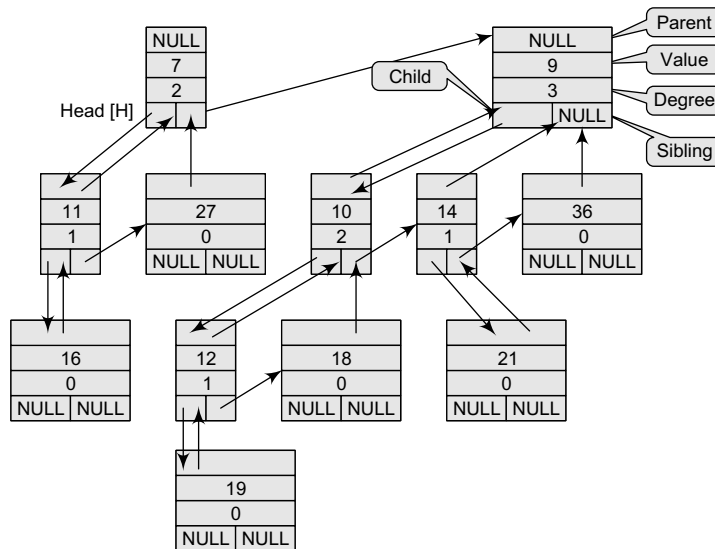 NULL
7
2
Head [H]
NULL
9
3
NULL
Parent
Value
Degree
Sibling
Child
11
1
27
0
NULL NULL
10
2
14
1
36
0
NULL NULL
16
0
NULL NULL
12
1
18
0
NULL NULL
21
0
NULL NULL
19
0
NULL NULL